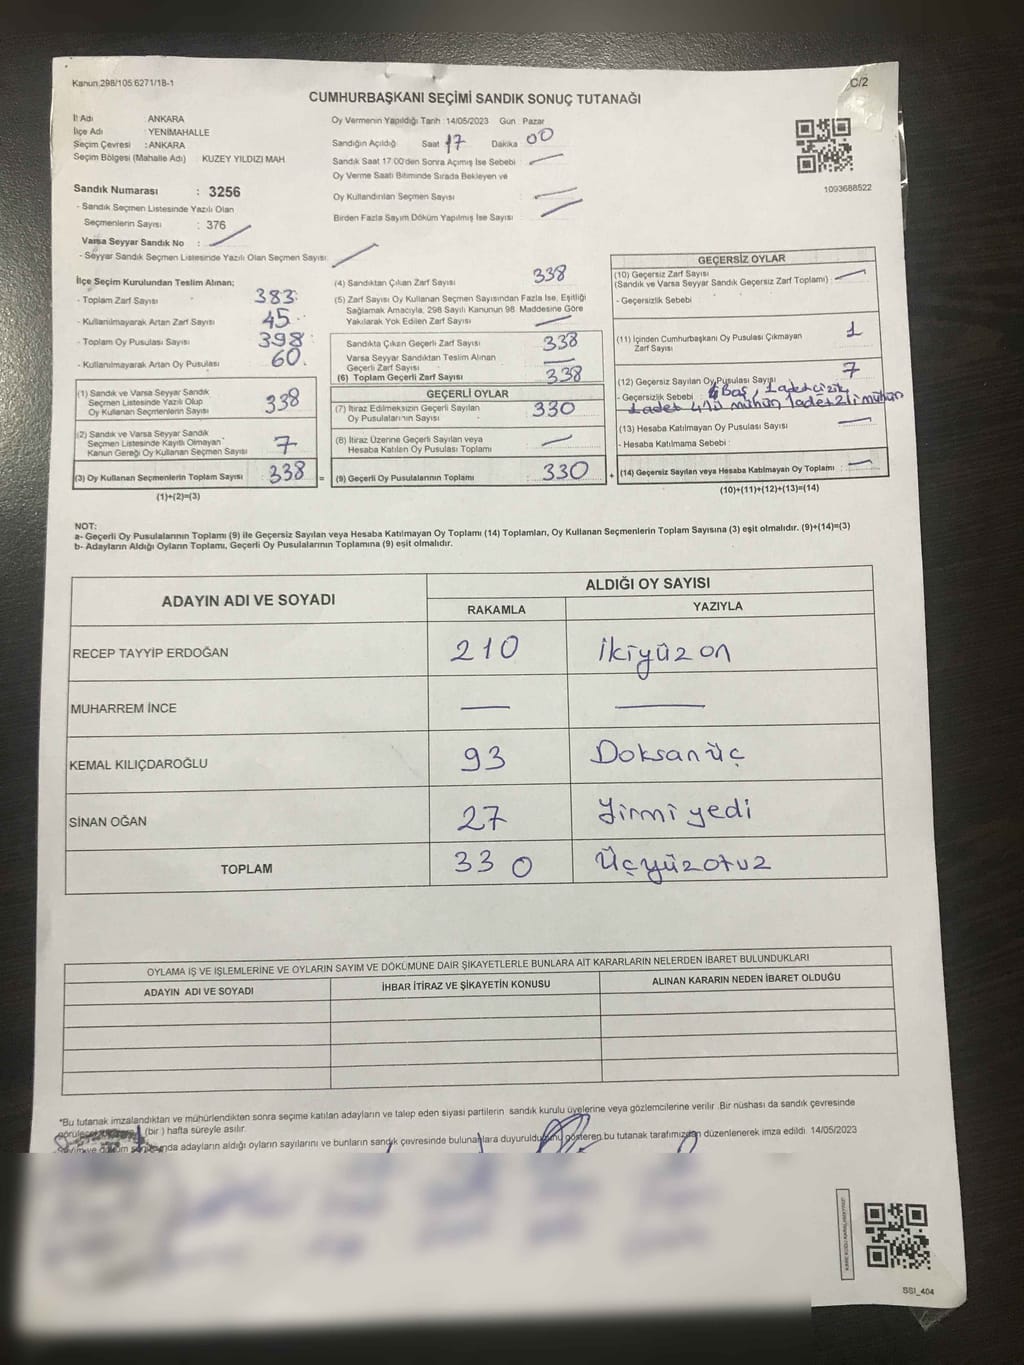 Kanun 298/105 6271/18-1
C/2
CUMHURBAŞKANI SEÇİMİ SANDIK SONUÇ TUTANAĞI
İl Adı : ANKARA
İlçe Adı : YENİMAHALLE
Seçim Çevresi : ANKARA
Seçim Bölgesi (Mahalle Adı) KUZEY YILDIZI MAH
Sandık Numarası : 3256
- Sandık Seçmen Listesinde Yazılı Olan
Seçmenlerin Sayısı : 376
Varsa Seyyar Sandık No :
- Seyyar Sandık Seçmen Listesinde Yazılı Olan Seçmen Sayısı:
Oy Vermenin Yapıldığı Tarih :14/05/2023 Gün : Pazar
Sandığın Açıldığı Saat 17 Dakika 00
Sandık Saat 17:00'den Sonra Açımış İse Sebebi :
Oy Verme Saati Bitiminde Sırada Bekleyen ve
Oy Kullandırılan Seçmen Sayısı
Birden Fazla Sayım Döküm Yapılmış İse Sayısı
1093688522
İlçe Seçim Kurulundan Teslim Alınan;
- Toplam Zarf Sayısı 383
- Kullanılmayarak Artan Zarf Sayısı 45
- Toplam Oy Pusulası Sayısı 398
- Kullanılmayarak Artan Oy Pusulası 60
(1) Sandık ve Varsa Seyyar Sandık
Seçmen Listesinde Yazılı Olup
Oy Kullanan Seçmenlerin Sayısı 338
(2) Sandık ve Varsa Seyyar Sandık
Seçmen Listesinde Kayıtlı Olmayan
Kanun Gereği Oy Kullanan Seçmen Sayısı 7
(3) Oy Kullanan Seçmenlerin Toplam Sayısı : 338 =
(1)+(2)=(3)
(4) Sandıktan Çıkan Zarf Sayısı 338
(5) Zarf Sayısı Oy Kullanan Seçmen Sayısından Fazla İse, Eşitliği
Sağlamak Amacıyla, 298 Sayılı Kanunun 98. Maddesine Göre
Yakılarak Yok Edilen Zarf Sayısı
Sandıkta Çıkan Geçerli Zarf Sayısı 338
Varsa Seyyar Sandıktan Teslim Alınan
Geçerli Zarf Sayısı
(6) Toplam Geçerli Zarf Sayısı 338
GEÇERLİ OYLAR
(7) İtiraz Edilmeksizin Geçerli Sayılan
Oy Pusulalarının Sayısı 330
(8) İtiraz Üzerine Geçerli Sayılan veya
Hesaba Katılan Oy Pusulası Toplamı
(9) Geçerli Oy Pusulalarının Toplamı 330 +
GEÇERSİZ OYLAR
(10) Geçersiz Zarf Sayısı
(Sandık ve Varsa Seyyar Sandık Geçersiz Zarf Toplamı)
- Geçersizlik Sebebi
(11) İçinden Cumhurbaşkanı Oy Pusulası Çıkmayan
Zarf Sayısı 1
(12) Geçersiz Sayılan Oy Pusulası Sayısı 7
- Geçersizlik Sebebi Boş, 1 adet çizik
1 adet 4'lü mühür 1 adet 2li mühür
(13) Hesaba Katılmayan Oy Pusulası Sayısı
- Hesaba Katılmama Sebebi :
(14) Geçersiz Sayılan veya Hesaba Katılmayan Oy Toplamı :
(10)+(11)+(12)+(13)=(14)
NOT:
a- Geçerli Oy Pusulalarının Toplamı (9) ile Geçersiz Sayılan veya Hesaba Katılmayan Oy Toplamı (14) Toplamları, Oy Kullanan Seçmenlerin Toplam Sayısına (3) eşit olmalıdır. (9)+(14)=(3)
b- Adayların Aldığı Oyların Toplamı, Geçerli Oy Pusulalarının Toplamına (9) eşit olmalıdır.
ADAYIN ADI VE SOYADI
ALDIĞI OY SAYISI
RAKAMLA YAZIYLA
RECEP TAYYİP ERDOĞAN 210 İkiyüz on
MUHARREM İNCE
KEMAL KILIÇDAROĞLU 93 Doksan üç
SİNAN OĞAN 27 Yirmi yedi
TOPLAM 330 Üçyüzotuz
OYLAMA İŞ VE İŞLEMLERİNE VE OYLARIN SAYIM VE DÖKÜMÜNE DAİR ŞİKAYETLERLE BUNLARA AİT KARARLARIN NELERDEN İBARET BULUNDUKLARI
ADAYIN ADI VE SOYADI İHBAR İTİRAZ VE ŞİKAYETİN KONUSU ALINAN KARARIN NEDEN İBARET OLDUĞU
*Bu tutanak imzalandıktan ve mühürlendikten sonra seçime katılan adayların ve talep eden siyasi partilerin sandık kurulu üyelerine veya gözlemcilerine verilir. Bir nüshası da sandık çevresinde
(bir ) hafta süreyle asılır.
adayların aldığı oyların sayılarını ve bunların sandık çevresinde bulunanlara duyurulduğunu gösteren bu tutanak tarafımızdan düzenlenerek imza edildi. 14/05/2023
SSI_404